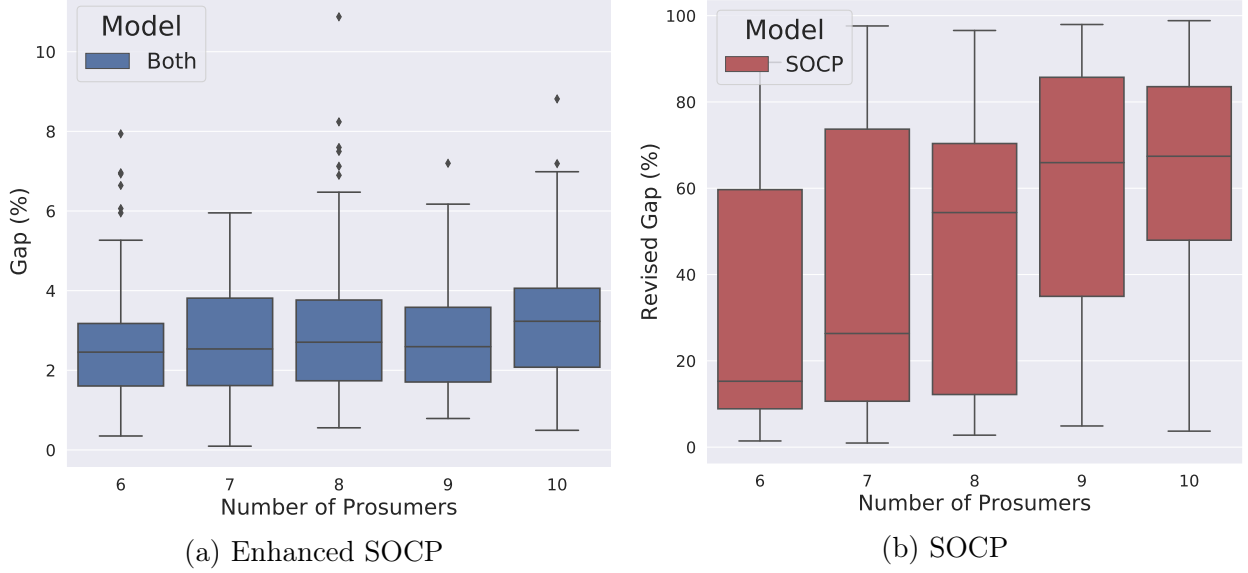 Model
Both
Gap (%)
10
8
6
4
2
0
6 7 8 9 10
Number of Prosumers
(a) Enhanced SOCP
Model
SOCP
Revised Gap (%)
100
80
60
40
20
0
6 7 8 9 10
Number of Prosumers
(b) SOCP